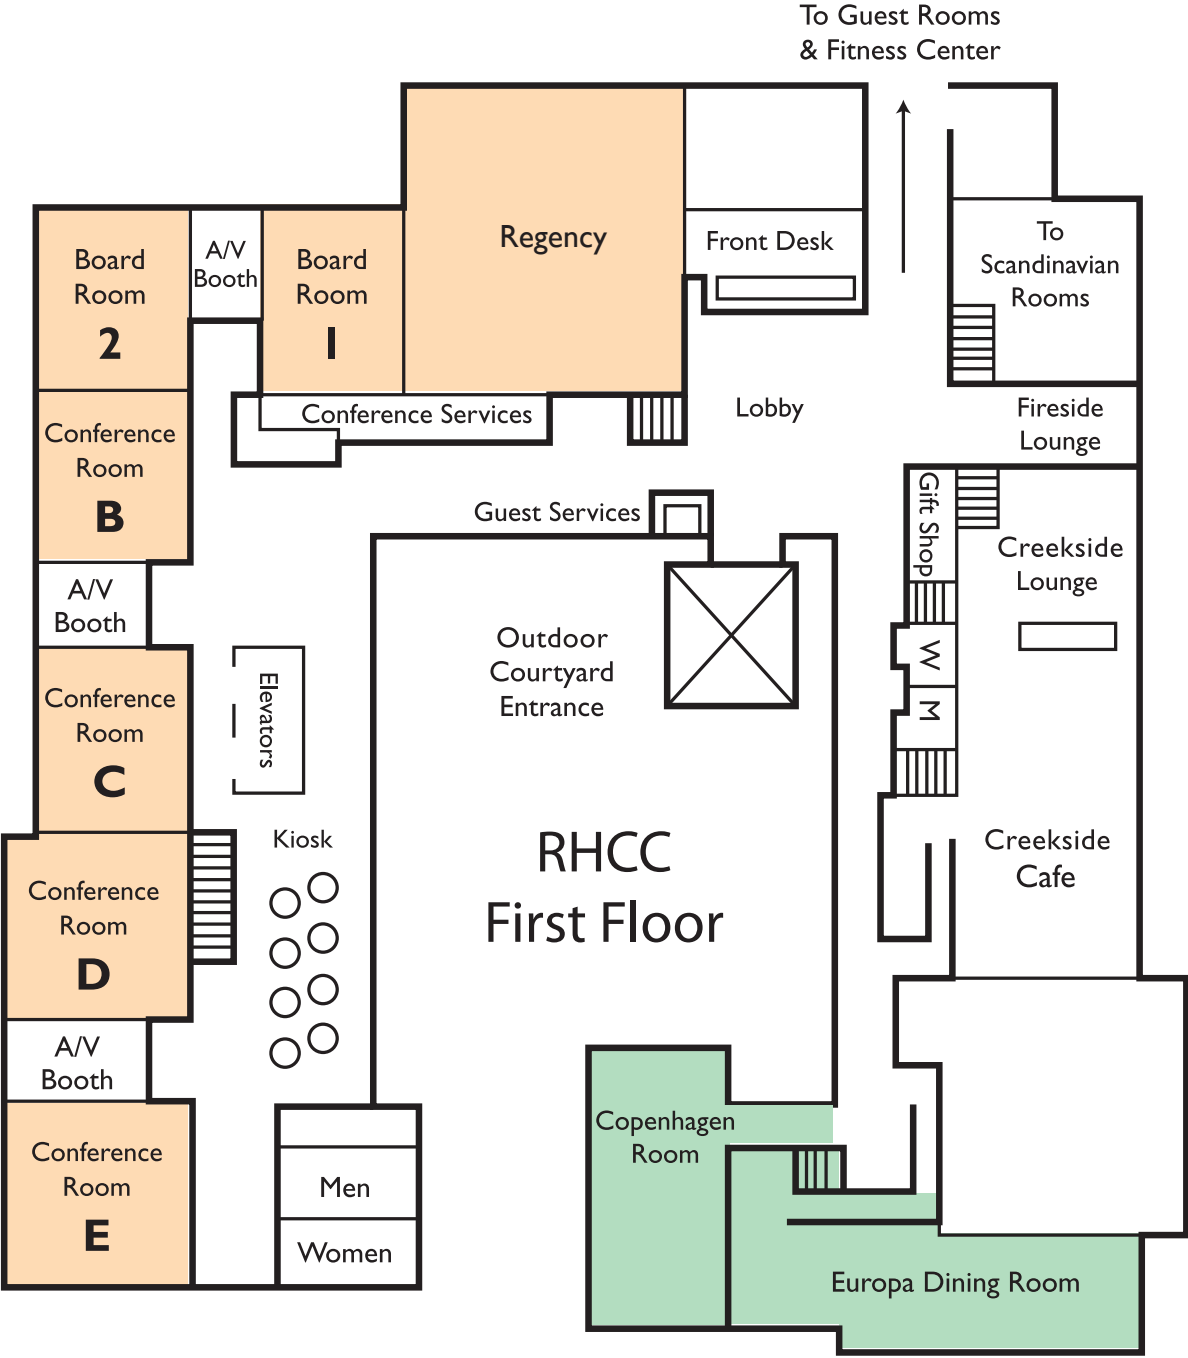 To Guest Rooms
& Fitness Center
Regency
Front Desk
To
Scandinavian
Rooms
Board
Room
2
A/V
Booth
Board
Room
1
Conference Services
Lobby
Fireside
Lounge
Conference
Room
B
Guest Services
Gift Shop
Creekside
Lounge
A/V
Booth
Outdoor
Courtyard
Entrance
W
M
Conference
Room
C
Elevators
Kiosk
RHCC
First Floor
Creekside
Cafe
Conference
Room
D
A/V
Booth
Conference
Room
E
Men
Women
Copenhagen
Room
Europa Dining Room